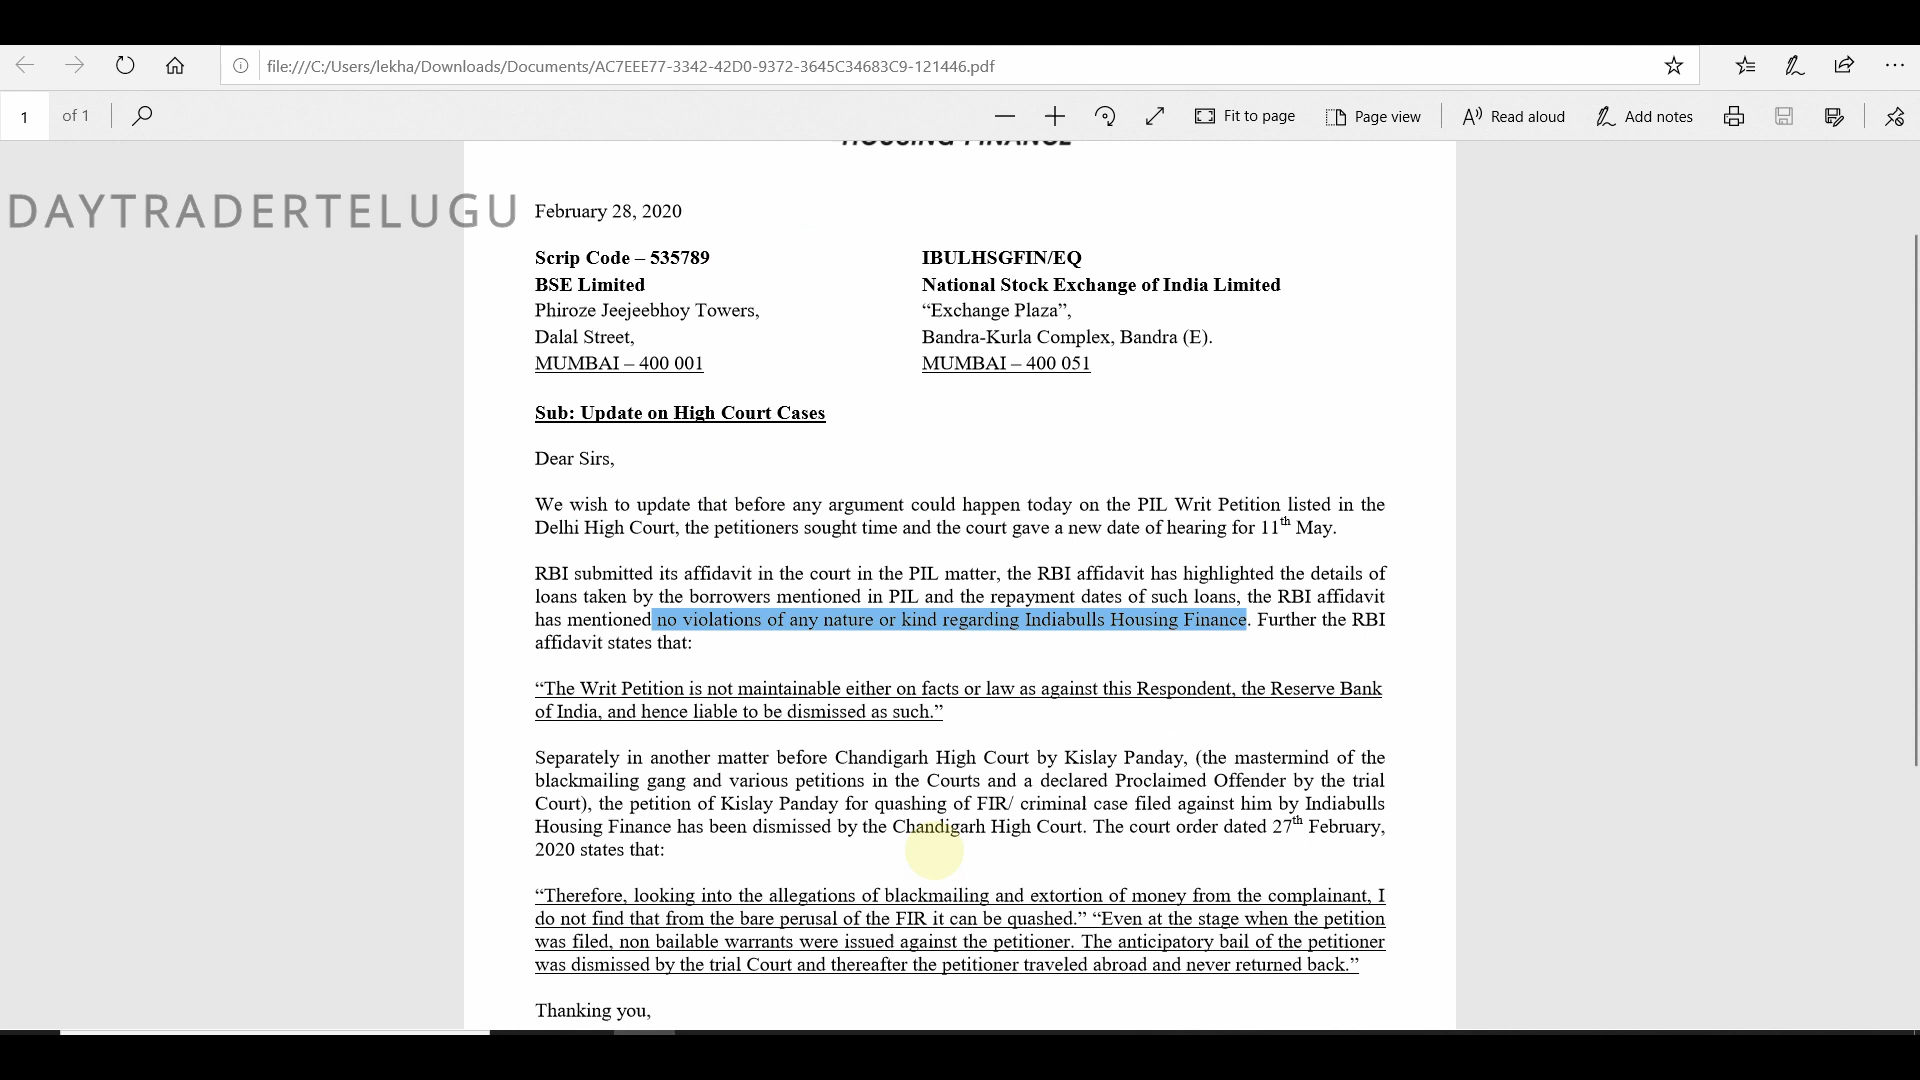 file:///C:/Users/lekha/Downloads/Documents/AC7EEE77-3342-42D0-9372-3645C34683C9-121446.pdf
1 of 1 Fit to page Page view Read aloud Add notes
HOUSING FINANCE
DAYTRADERTELUGU
February 28, 2020
Scrip Code – 535789 IBULHSGFIN/EQ
BSE Limited National Stock Exchange of India Limited
Phiroze Jeejeebhoy Towers, “Exchange Plaza”,
Dalal Street, Bandra-Kurla Complex, Bandra (E).
MUMBAI – 400 001 MUMBAI – 400 051
Sub: Update on High Court Cases
Dear Sirs,
We wish to update that before any argument could happen today on the PIL Writ Petition listed in the
Delhi High Court, the petitioners sought time and the court gave a new date of hearing for 11th May.
RBI submitted its affidavit in the court in the PIL matter, the RBI affidavit has highlighted the details of
loans taken by the borrowers mentioned in PIL and the repayment dates of such loans, the RBI affidavit
has mentioned no violations of any nature or kind regarding Indiabulls Housing Finance. Further the RBI
affidavit states that:
“The Writ Petition is not maintainable either on facts or law as against this Respondent, the Reserve Bank
of India, and hence liable to be dismissed as such.”
Separately in another matter before Chandigarh High Court by Kislay Panday, (the mastermind of the
blackmailing gang and various petitions in the Courts and a declared Proclaimed Offender by the trial
Court), the petition of Kislay Panday for quashing of FIR/ criminal case filed against him by Indiabulls
Housing Finance has been dismissed by the Chandigarh High Court. The court order dated 27th February,
2020 states that:
“Therefore, looking into the allegations of blackmailing and extortion of money from the complainant, I
do not find that from the bare perusal of the FIR it can be quashed.” “Even at the stage when the petition
was filed, non bailable warrants were issued against the petitioner. The anticipatory bail of the petitioner
was dismissed by the trial Court and thereafter the petitioner traveled abroad and never returned back.”
Thanking you,